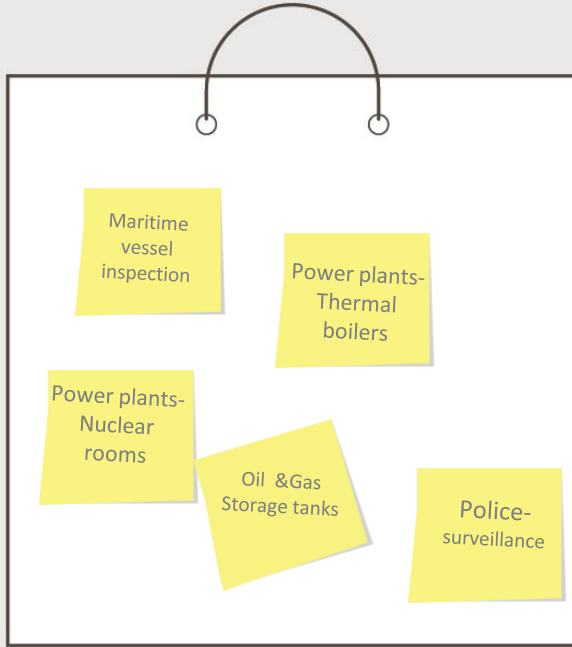 Maritime
vessel
inspection
Power plants-
Thermal
boilers
Power plants-
Nuclear
rooms
Oil &Gas
Storage tanks
Police-
surveillance